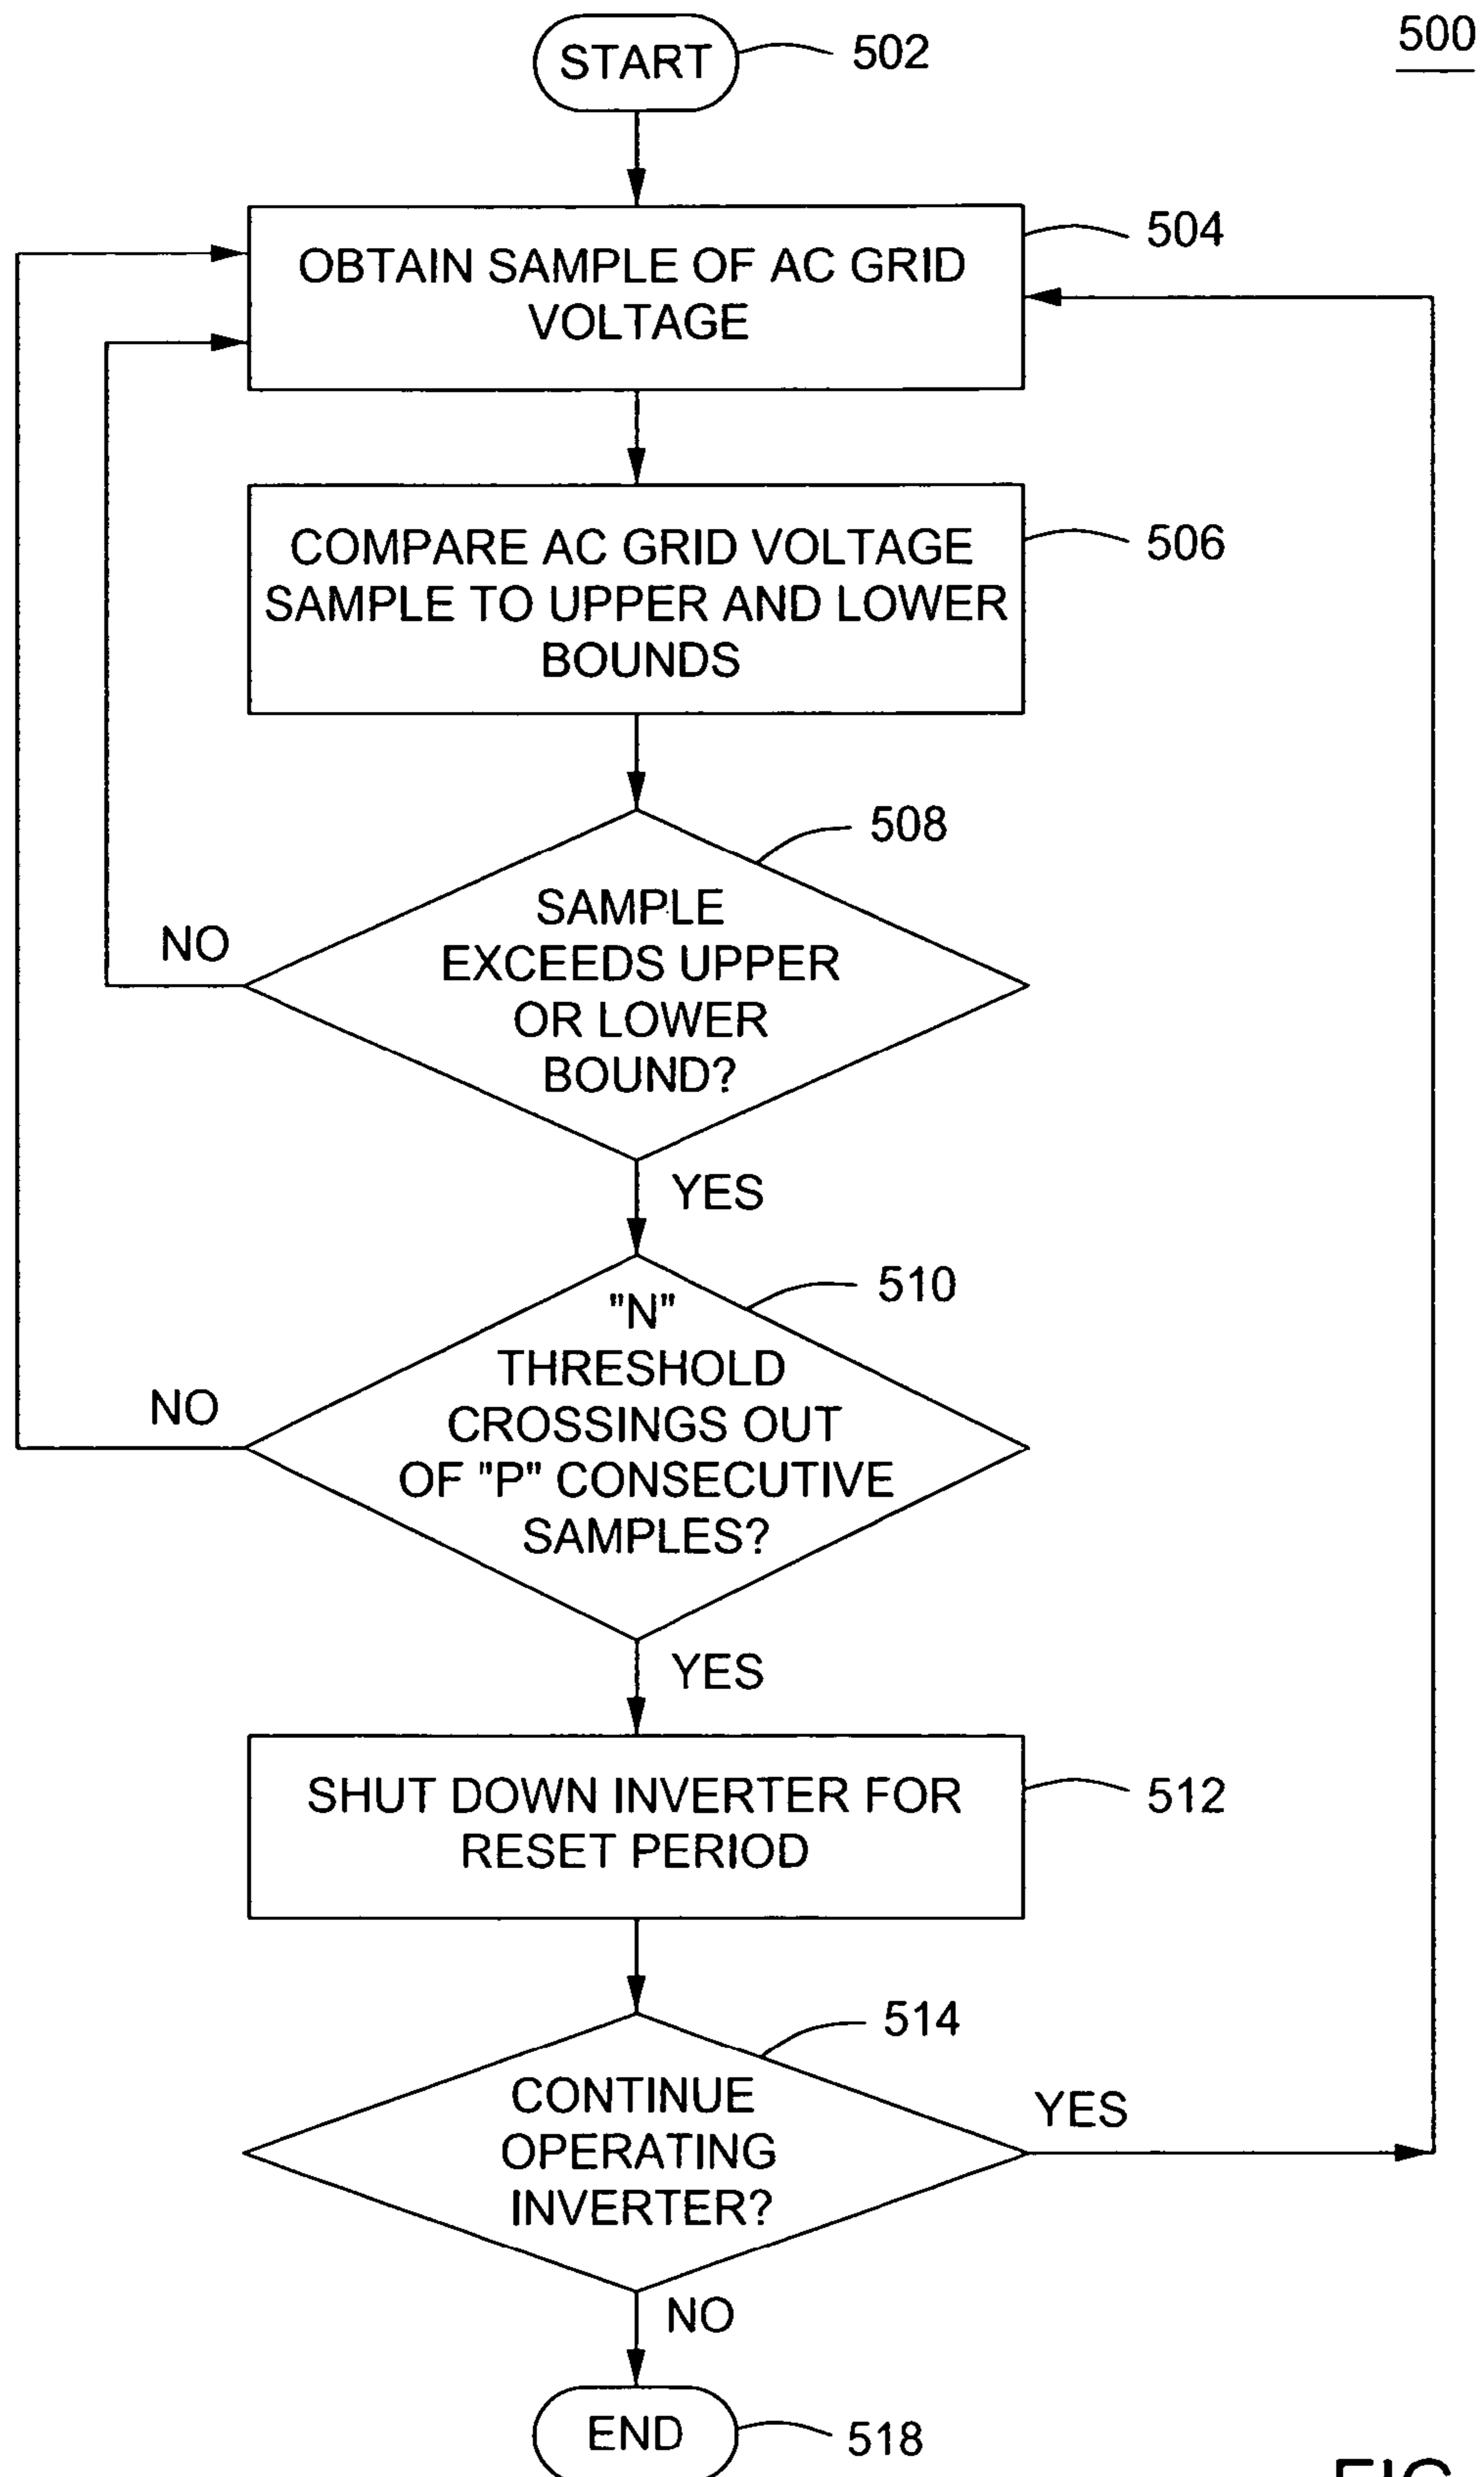 500
START
502
OBTAIN SAMPLE OF AC GRID
VOLTAGE
504
COMPARE AC GRID VOLTAGE
SAMPLE TO UPPER AND LOWER
BOUNDS
506
508
SAMPLE
EXCEEDS UPPER
OR LOWER
BOUND?
NO
YES
510
"N"
THRESHOLD
CROSSINGS OUT
OF "P" CONSECUTIVE
SAMPLES?
NO
YES
SHUT DOWN INVERTER FOR
RESET PERIOD
512
514
CONTINUE
OPERATING
INVERTER?
YES
NO
END
518
FIG